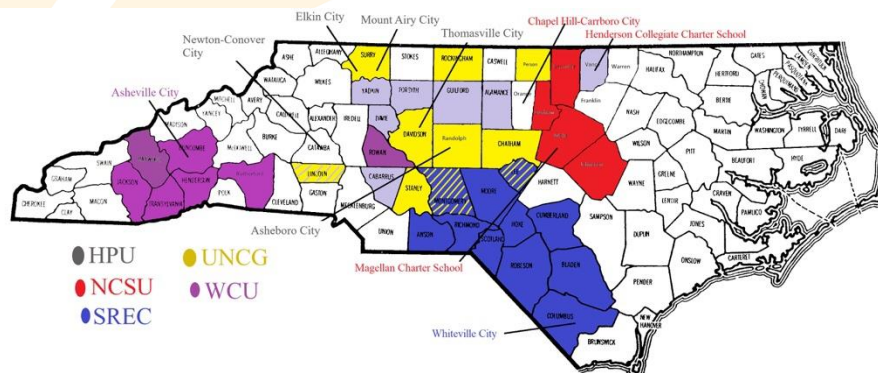 Elkin City
Mount Airy City
Newton-Conover
City
Thomasville City
Chapel Hill-Carrboro City
Henderson Collegiate Charter School
Asheville City
ASHE
ALLEGHANY
SURRY
STOKES
ROCKINGHAM
CASWELL
Person
Vance
Warren
NORTHAMPTON
GATES
HERTFORD
HALIFAX
WATAUGA
WILKES
YADKIN
FORSYTH
GUILFORD
ALAMANCE
Orange
Franklin
BERTIE
MITCHELL
AVERY
YANCEY
MADISON
CALDWELL
ALEXANDER
IREDELL
DAVIE
DAVIDSON
Randolph
CHATHAM
NASH
EDGECOMBE
MARTIN
WASHINGTON
TYRRELL
DARE
BURKE
McDOWELL
CATAWBA
ROWAN
WILSON
PITT
BEAUFORT
HYDE
SWAIN
BUNCOMBE
GRAHAM
JACKSON
HENDERSON
TRANSYLVANIA
POLK
CLEVELAND
LINCOLN
GASTON
CABARRUS
MECKLENBURG
STANLY
MONTGOMERY
MOORE
HARNETT
WAYNE
GREENE
LENOIR
CRAVEN
PAMLICO
CHEROKEE
CLAY
MACON
UNION
ANSON
RICHMOND
SCOTLAND
HOKE
CUMBERLAND
SAMPSON
DUPLIN
JONES
CARTERET
ONSLOW
ROBESON
BLADEN
PENDER
COLUMBUS
NEW
HANOVER
BRUNSWICK
Asheboro City
Magellan Charter School
Whiteville City
HPU
UNCG
NCSU
WCU
SREC